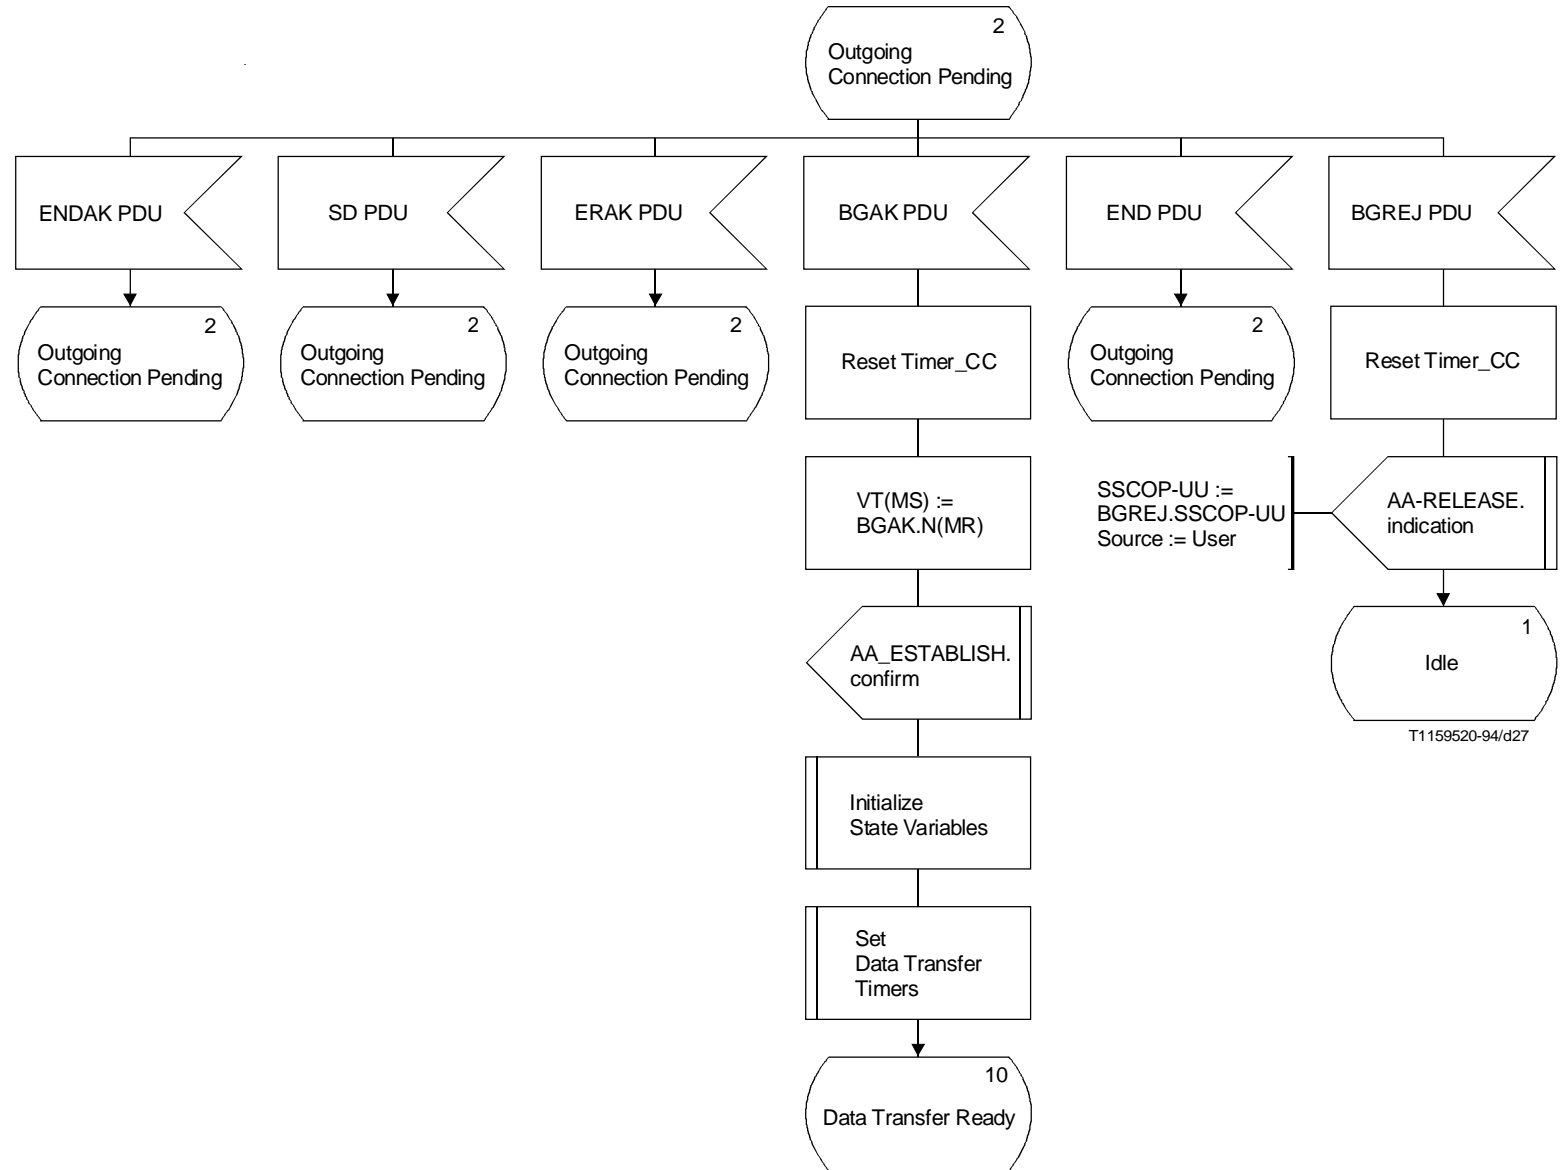 2
Outgoing
Connection Pending
ENDAK PDU
SD PDU
ERAK PDU
BGAK PDU
END PDU
BGREJ PDU
2
Outgoing
Connection Pending
2
Outgoing
Connection Pending
2
Outgoing
Connection Pending
Reset Timer_CC
2
Outgoing
Connection Pending
Reset Timer_CC
VT(MS) :=
BGAK.N(MR)
SSCOP-UU :=
BGREJ.SSCOP-UU
Source := User
AA-RELEASE.
indication
AA_ESTABLISH.
confirm
1
Idle
T1159520-94/d27
Initialize
State Variables
Set
Data Transfer
Timers
10
Data Transfer Ready